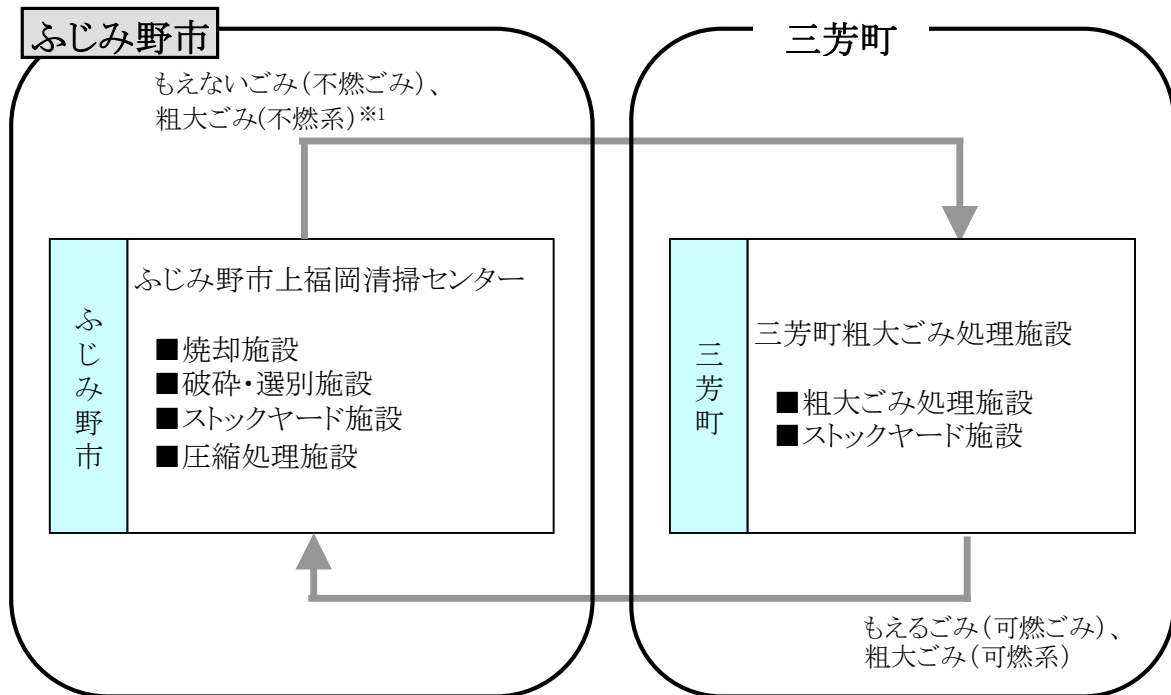 ふじみ野市
三芳町
もえないごみ(不燃ごみ)、
粗大ごみ(不燃系)※1
ふじみ野市
ふじみ野市上福岡清掃センター
■焼却施設
■破砕・選別施設
■ストックヤード施設
■圧縮処理施設
三芳町
三芳町粗大ごみ処理施設
■粗大ごみ処理施設
■ストックヤード施設
もえるごみ(可燃ごみ)、
粗大ごみ(可燃系)